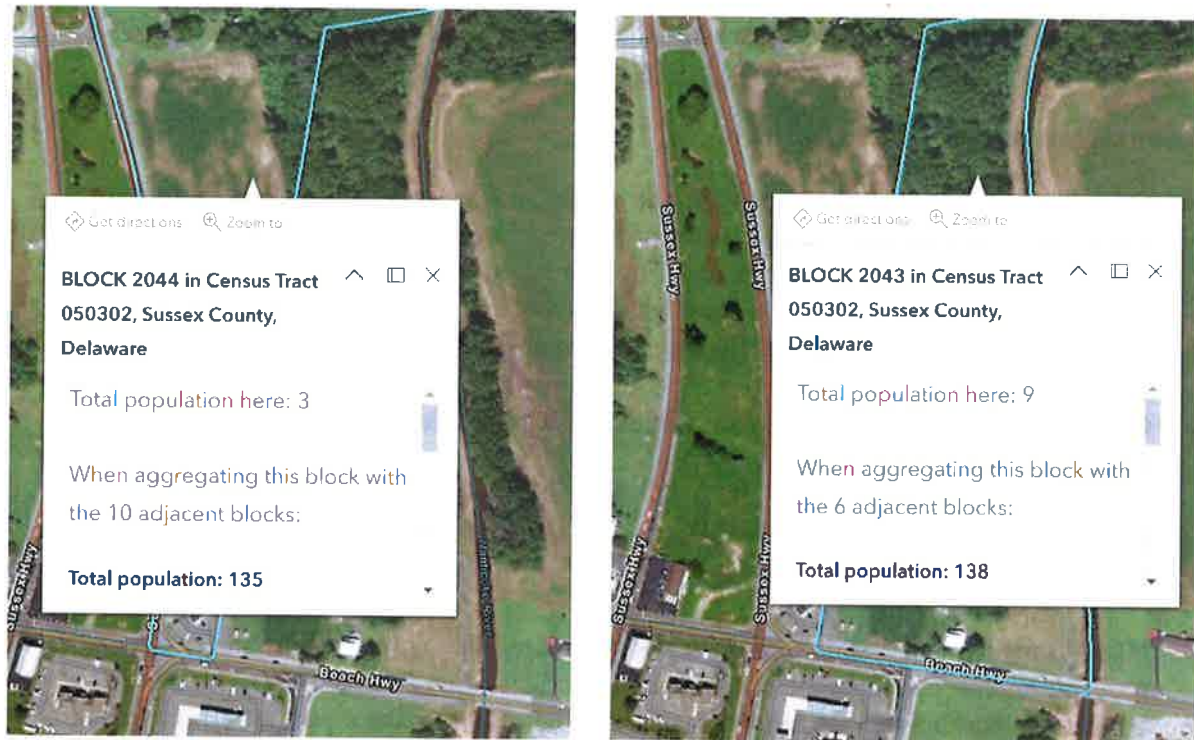 Get directions Zoom to
BLOCK 2044 in Census Tract
050302, Sussex County,
Delaware
Total population here: 3
When aggregating this block with
the 10 adjacent blocks:
Total population: 135
Sussex Hwy
Beach Hwy
Sussex Hwy
Sussex Hwy
Get directions Zoom to
BLOCK 2043 in Census Tract
050302, Sussex County,
Delaware
Total population here: 9
When aggregating this block with
the 6 adjacent blocks:
Total population: 138
Sussex Hwy
Sussex Hwy
Beach Hwy